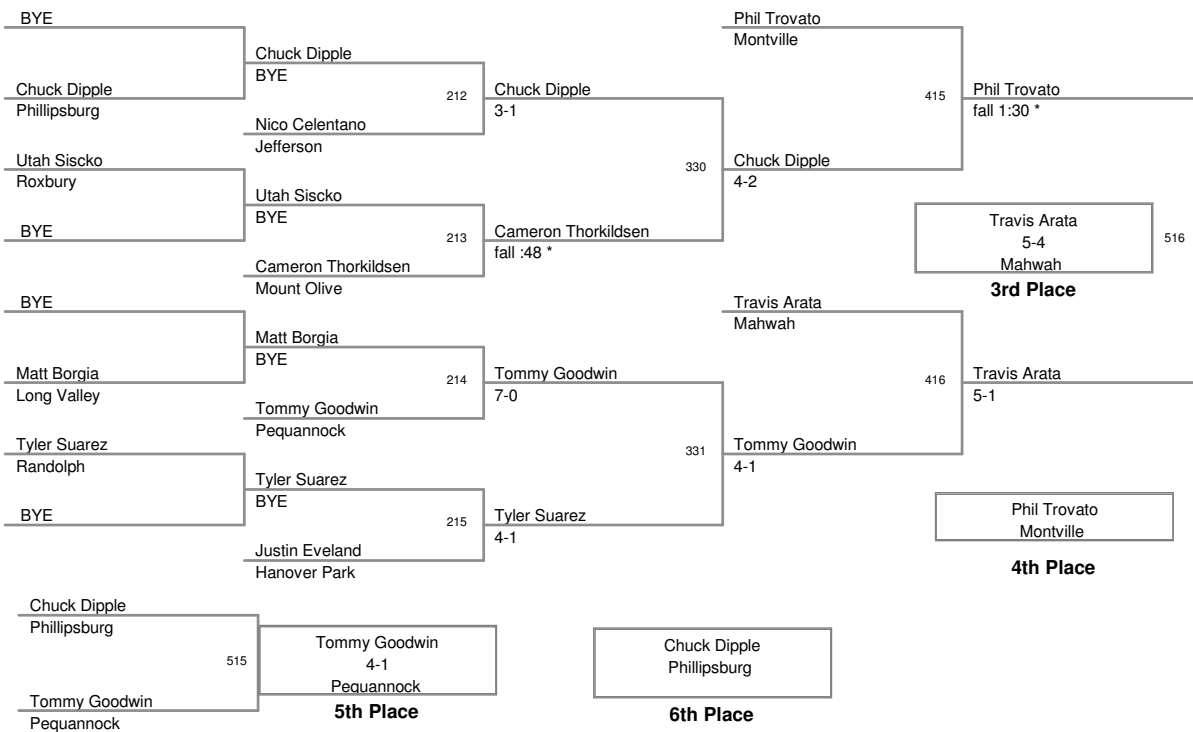 BYE
Phil Trovato
Montville
Chuck Dipple
BYE
Chuck Dipple
Phillipsburg
212
Chuck Dipple
3-1
415
Phil Trovato
fall 1:30 *
Nico Celentano
Jefferson
Utah Siscko
Roxbury
330
Chuck Dipple
4-2
Utah Siscko
BYE
BYE
213
Cameron Thorkildsen
fall :48 *
Travis Arata
5-4
Mahwah
516
3rd Place
Cameron Thorkildsen
Mount Olive
BYE
Travis Arata
Mahwah
Matt Borgia
BYE
Matt Borgia
Long Valley
214
Tommy Goodwin
7-0
416
Travis Arata
5-1
Tommy Goodwin
Pequannock
Tyler Suarez
Randolph
331
Tommy Goodwin
4-1
Tyler Suarez
BYE
BYE
215
Tyler Suarez
4-1
Phil Trovato
Montville
4th Place
Justin Eveland
Hanover Park
Chuck Dipple
Phillipsburg
515
Tommy Goodwin
4-1
Pequannock
5th Place
Chuck Dipple
Phillipsburg
6th Place
Tommy Goodwin
Pequannock